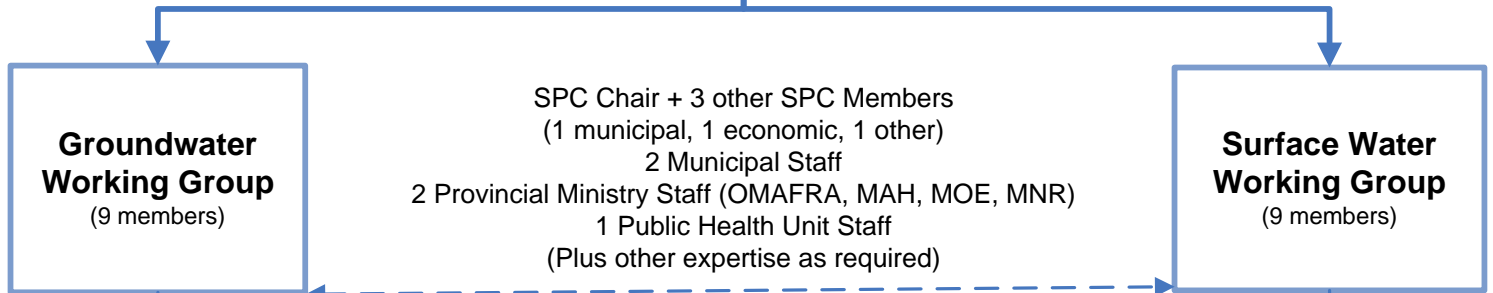 Groundwater
Working Group
(9 members)
SPC Chair + 3 other SPC Members
(1 municipal, 1 economic, 1 other)
2 Municipal Staff
2 Provincial Ministry Staff (OMAFRA, MAH, MOE, MNR)
1 Public Health Unit Staff
(Plus other expertise as required)
Surface Water
Working Group
(9 members)